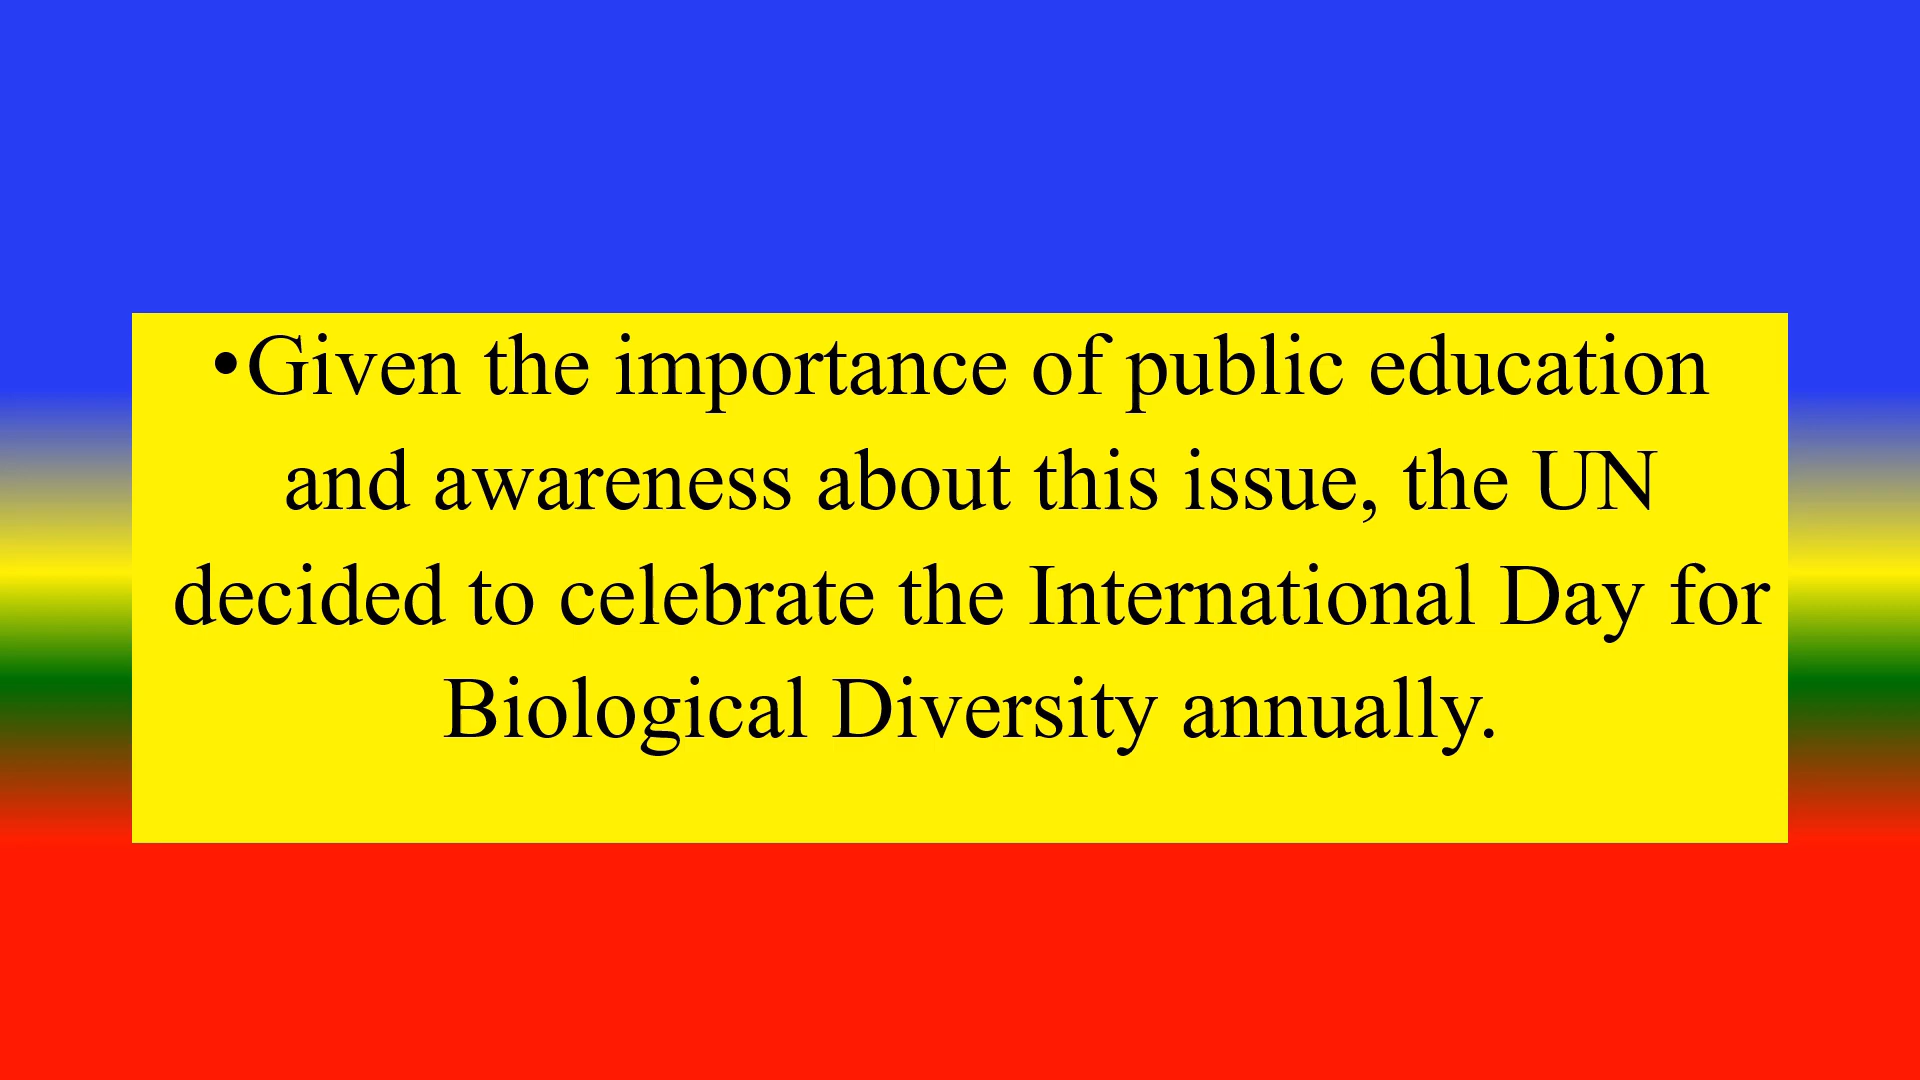 •Given the importance of public education
and awareness about this issue, the UN
decided to celebrate the International Day for
Biological Diversity annually.